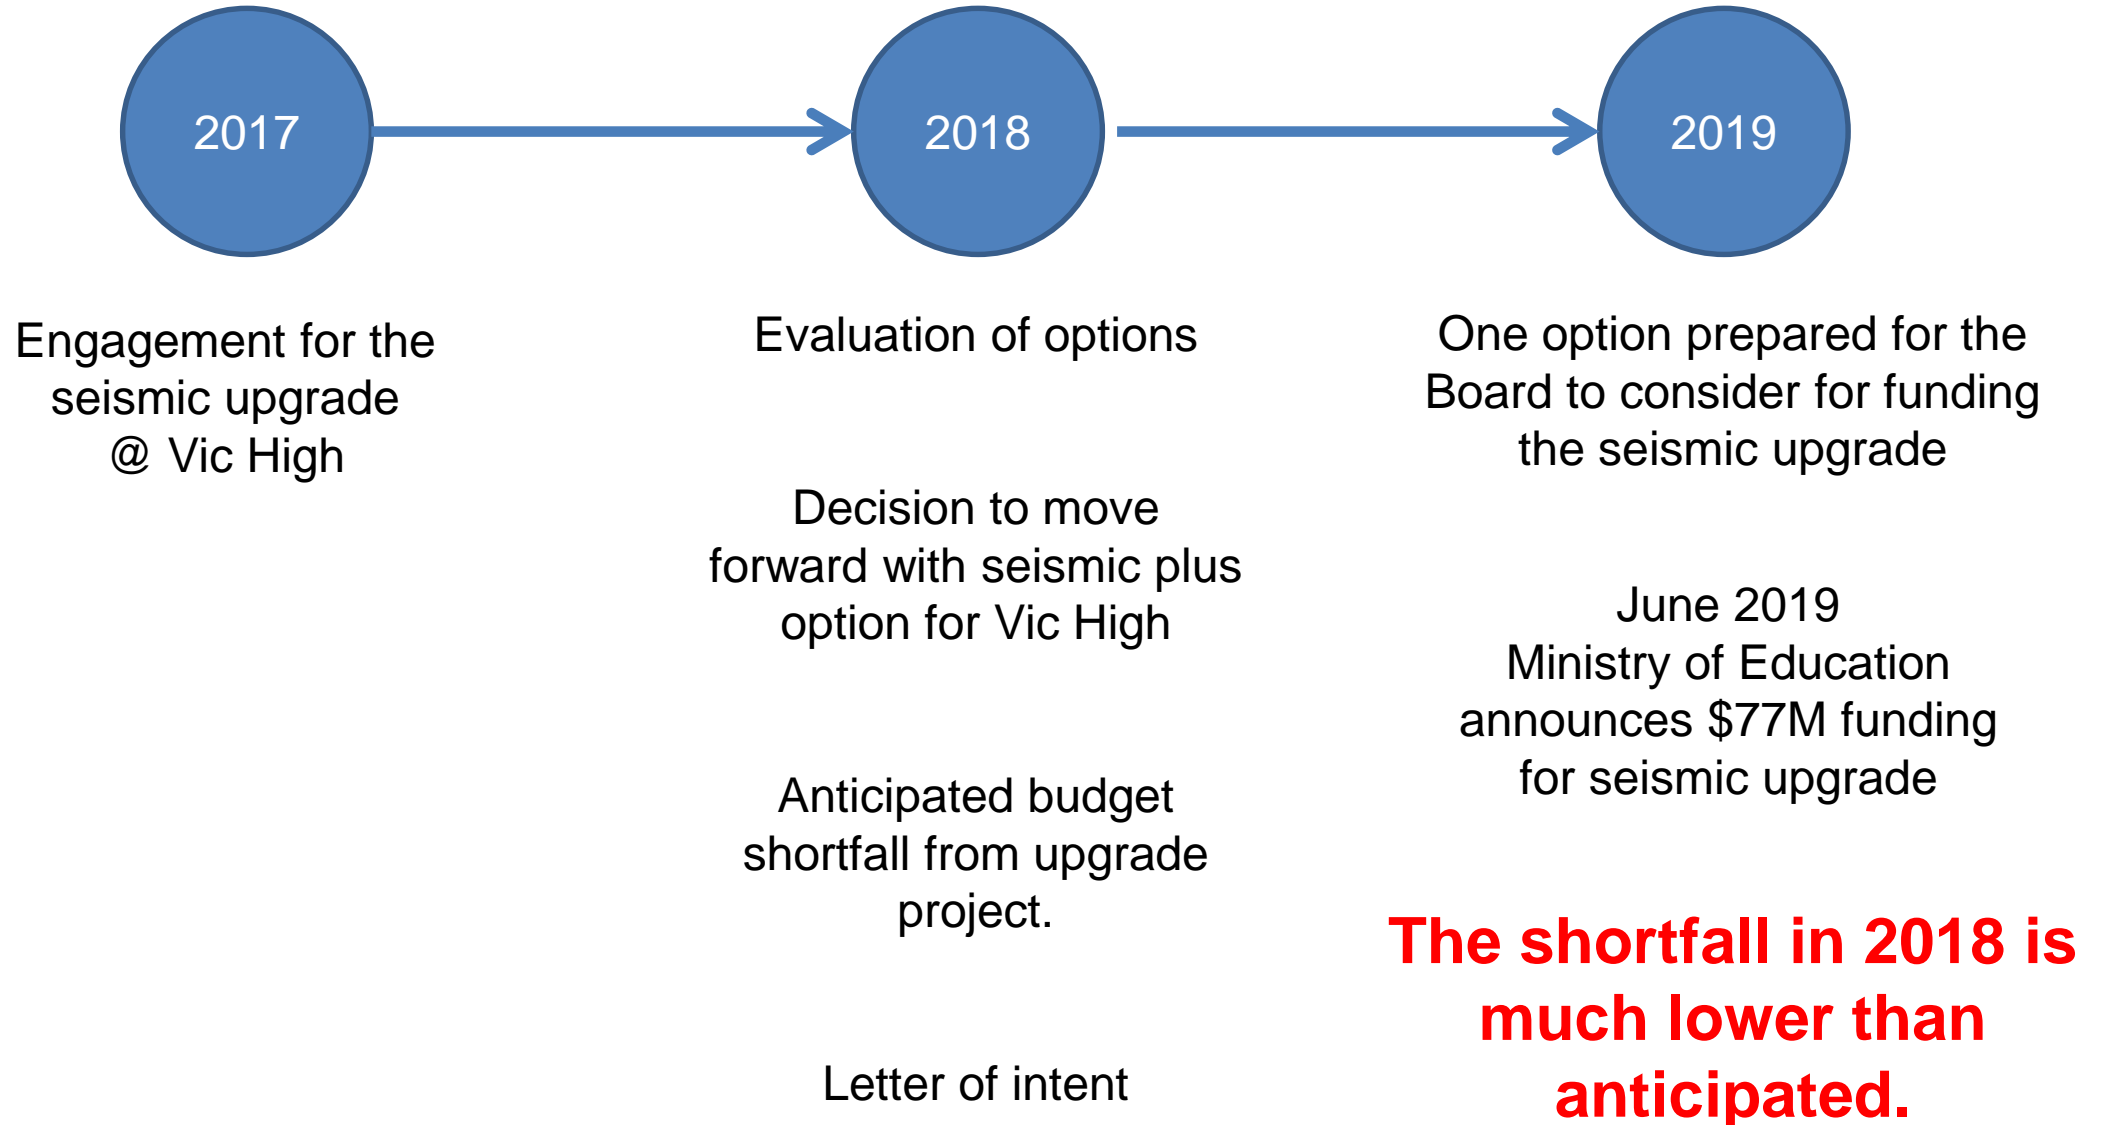 2017
2018
2019
Engagement for the
seismic upgrade
@ Vic High
Evaluation of options
Decision to move
forward with seismic plus
option for Vic High
Anticipated budget
shortfall from upgrade
project.
Letter of intent
One option prepared for the
Board to consider for funding
the seismic upgrade
June 2019
Ministry of Education
announces $77M funding
for seismic upgrade
The shortfall in 2018 is
much lower than
anticipated.